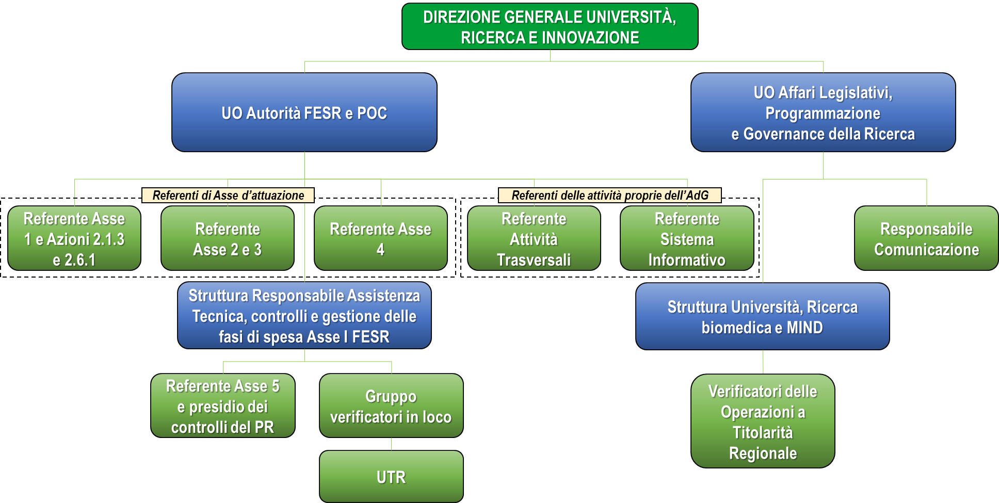 DIREZIONE GENERALE UNIVERSITÀ,
RICERCA E INNOVAZIONE
UO Autorità FESR e POC
UO Affari Legislativi,
Programmazione
e Governance della Ricerca
Referenti di Asse d'attuazione
Referenti delle attività proprie dell'AdG
Referente Asse
1 e Azioni 2.1.3
e 2.6.1
Referente
Asse 2 e 3
Referente Asse
4
Referente
Attività
Trasversali
Referente
Sistema
Informativo
Responsabile
Comunicazione
Struttura Responsabile Assistenza
Tecnica, controlli e gestione delle
fasi di spesa Asse I FESR
Struttura Università, Ricerca
biomedica e MIND
Referente Asse 5
e presidio dei
controlli del PR
Gruppo
verificatori in loco
Verificatori delle
Operazioni a
Titolarità
Regionale
UTR